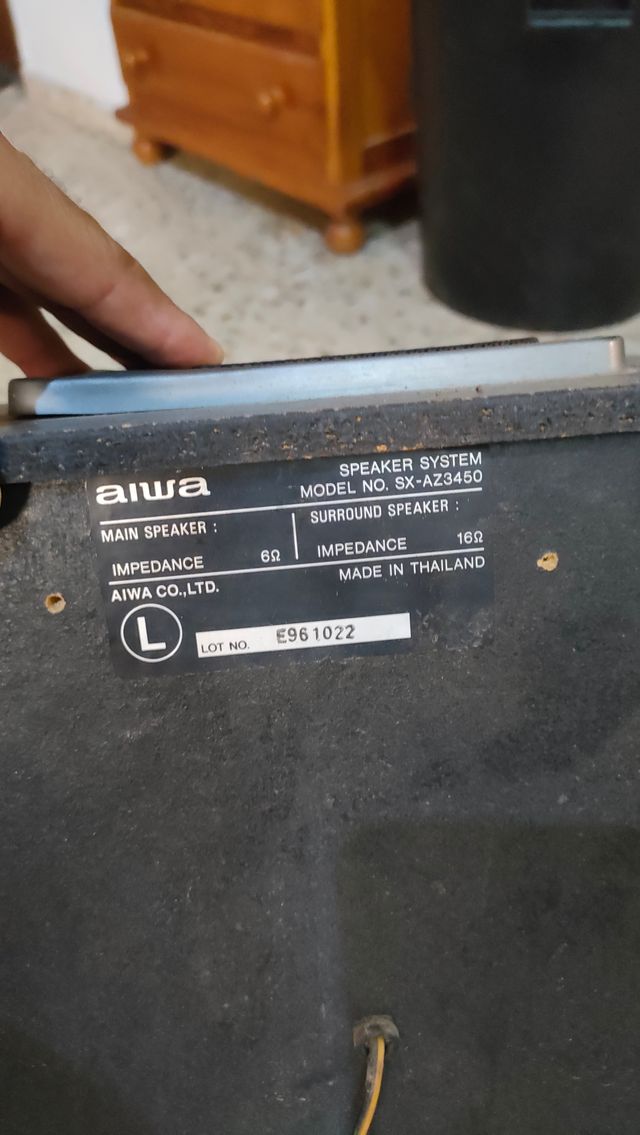 aiwa
SPEAKER SYSTEM
MODEL NO. SX-AZ3450
MAIN SPEAKER :
IMPEDANCE 6Ω
SURROUND SPEAKER :
IMPEDANCE 16Ω
AIWA CO.,LTD.
MADE IN THAILAND
L
LOT NO. E961022